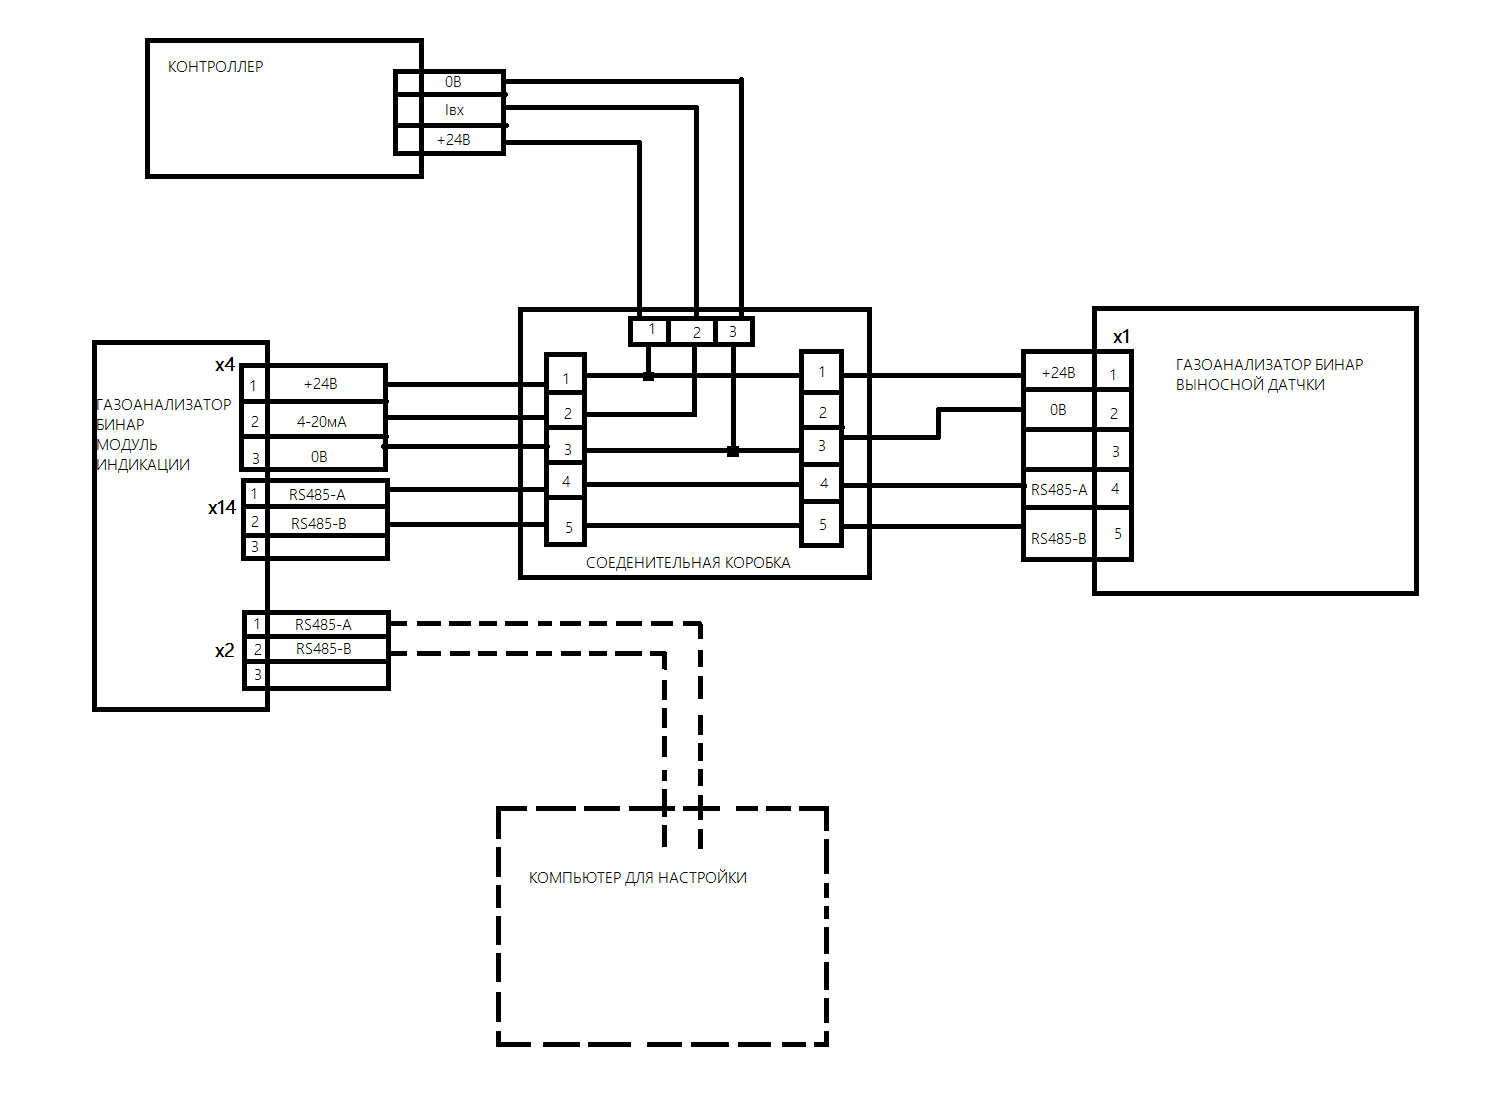 КОНТРОЛЛЕР
0В
Iвх
+24В
1 2 3
x4
1 +24В
2 4-20мА
3 0В
ГАЗОАНАЛИЗАТОР
БИНАР
МОДУЛЬ
ИНДИКАЦИИ
x14
1 RS485-A
2 RS485-B
3
x2
1 RS485-A
2 RS485-B
3
1
2
3
4
5
1
2
3
4
5
СОЕДЕНИТЕЛЬНАЯ КОРОБКА
x1
+24В 1
0В 2
3
RS485-A 4
RS485-B 5
ГАЗОАНАЛИЗАТОР БИНАР
ВЫНОСНОЙ ДАТЧКИ
КОМПЬЮТЕР ДЛЯ НАСТРОЙКИ